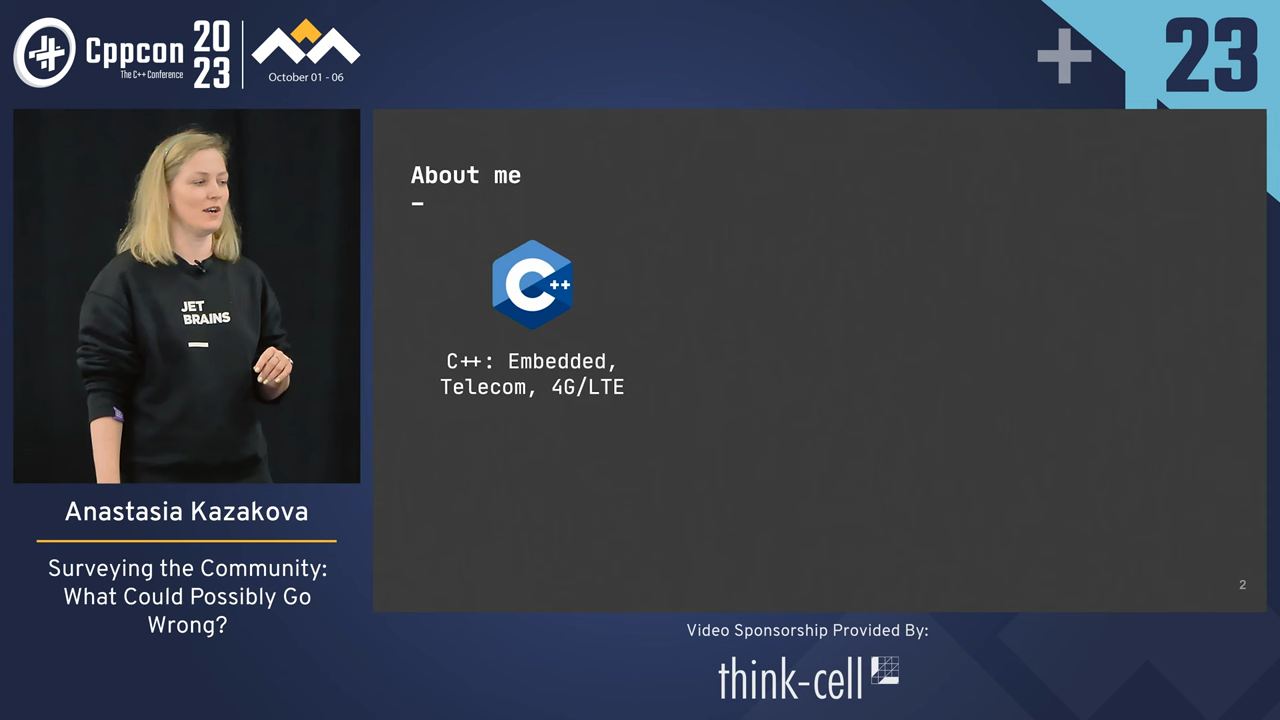 Cppcon
The C++ Conference
20
23
October 01 - 06
23
JET
BRAINS
About me
C++
C++: Embedded,
Telecom, 4G/LTE
2
Anastasia Kazakova
Surveying the Community:
What Could Possibly Go
Wrong?
Video Sponsorship Provided By:
think-cell